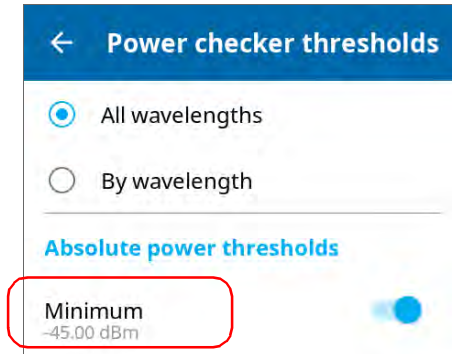 Power checker thresholds
All wavelengths
By wavelength
Absolute power thresholds
Minimum
-45.00 dBm